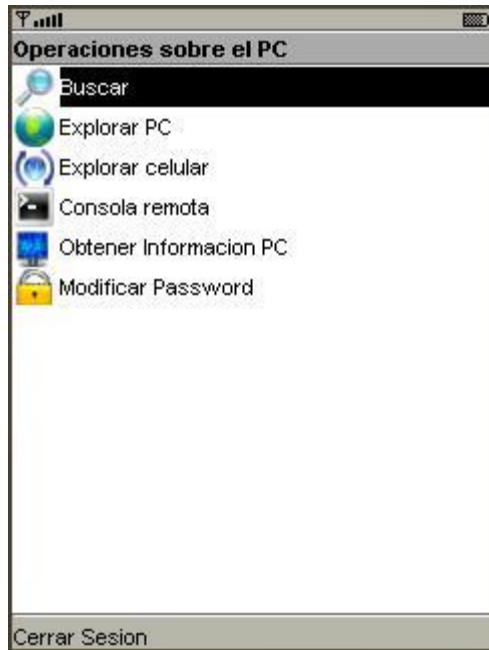 Operaciones sobre el PC
Buscar
Explorar PC
Explorar celular
Consola remota
Obtener Informacion PC
Modificar Password
Cerrar Sesion